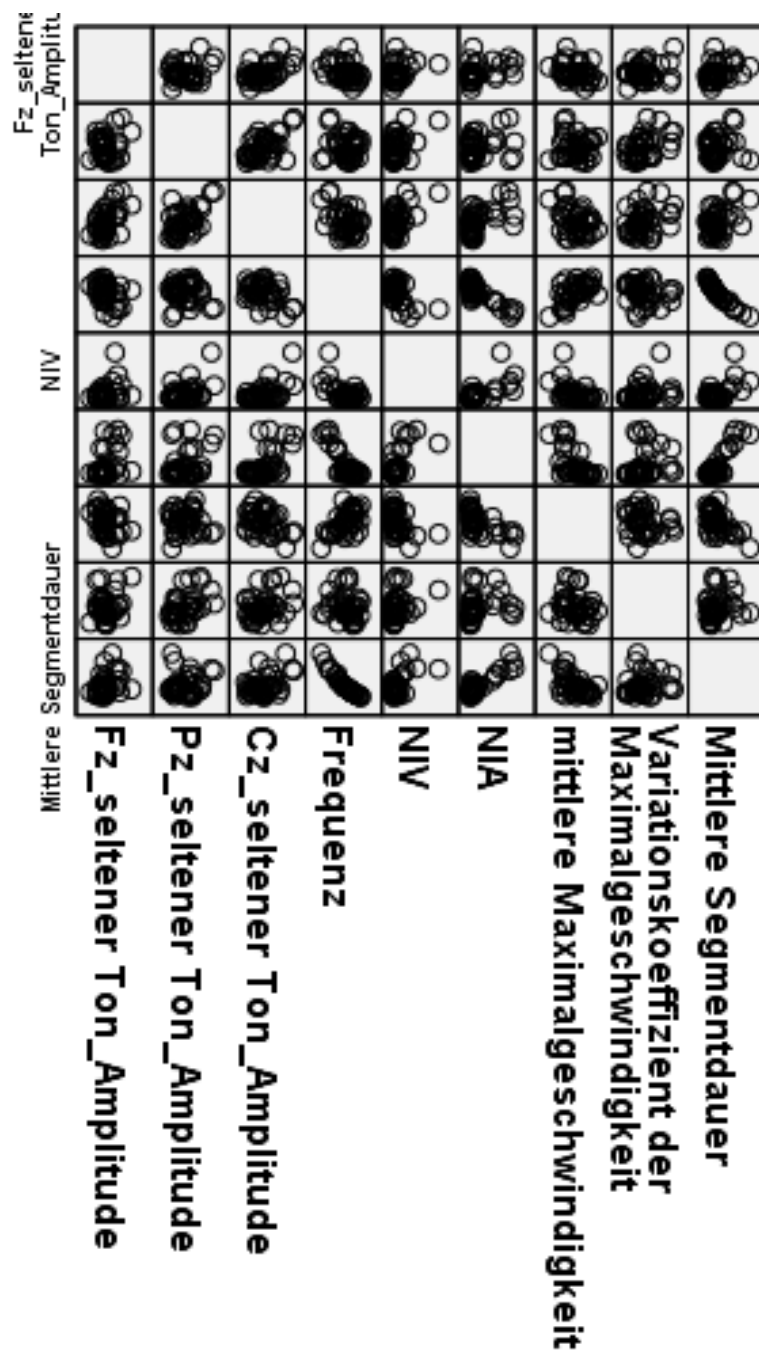 Fz_seltene
Ton_Amplitu
NIV
Mittlere Segmentdauer
Fz_seltener Ton_Amplitude
Pz_seltener Ton_Amplitude
Cz_seltener Ton_Amplitude
Frequenz
NIV
NIA
mittlere Maximalgeschwindigkeit
Variationskoeffizient der
Maximalgeschwindigkeit
Mittlere Segmentdauer